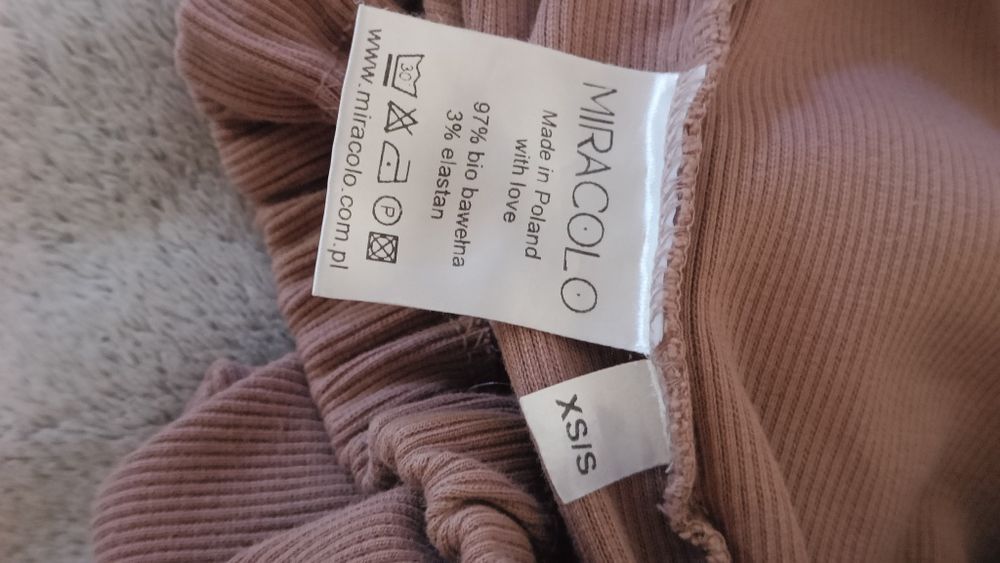 MIRACOLO
Made in Poland
with love
97% bio bawełna
3% elastan
30 P
www.miracolo.com.pl
XS|S